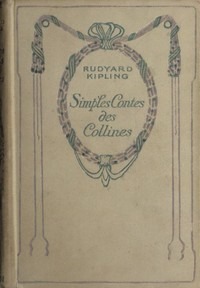 RUDYARD
KIPLING
Simples Contes
des
Collines